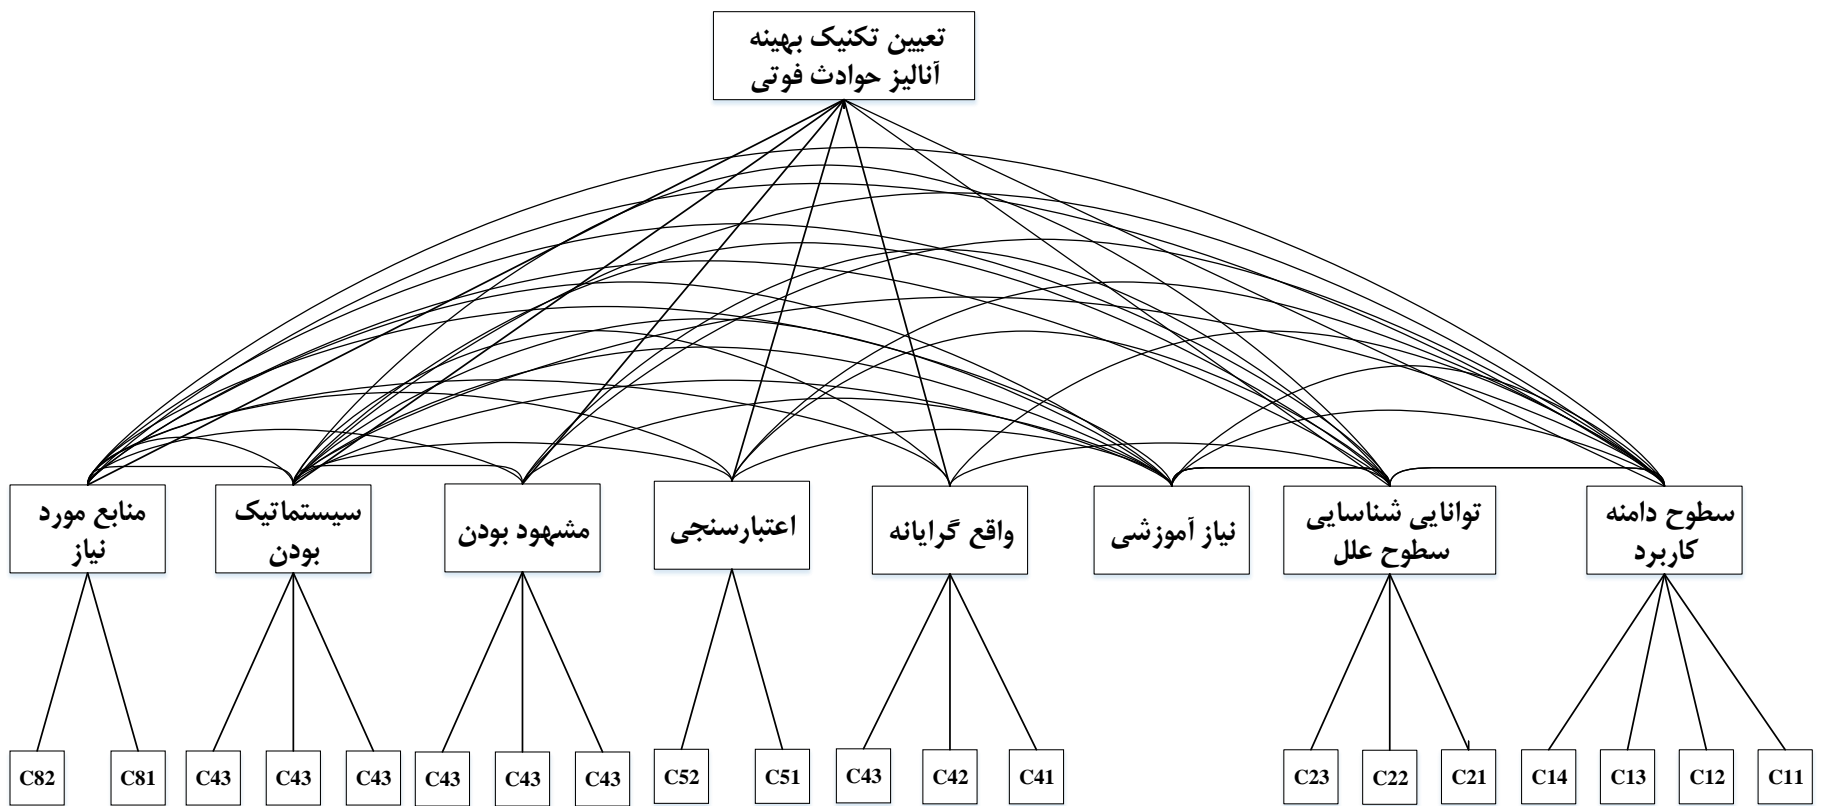 تعیین تکنیک بهینه
آنالیز حوادث فوتی
سطوح دامنه
کاربرد
توانایی شناسایی
سطوح علل
نیاز آموزشی
واقع گرایانه
اعتبارسنجی
مشهود بودن
سیستماتیک
بودن
منابع مورد
نیاز
C11
C12
C13
C14
C21
C22
C23
C41
C42
C43
C51
C52
C43
C43
C43
C43
C43
C43
C81
C82